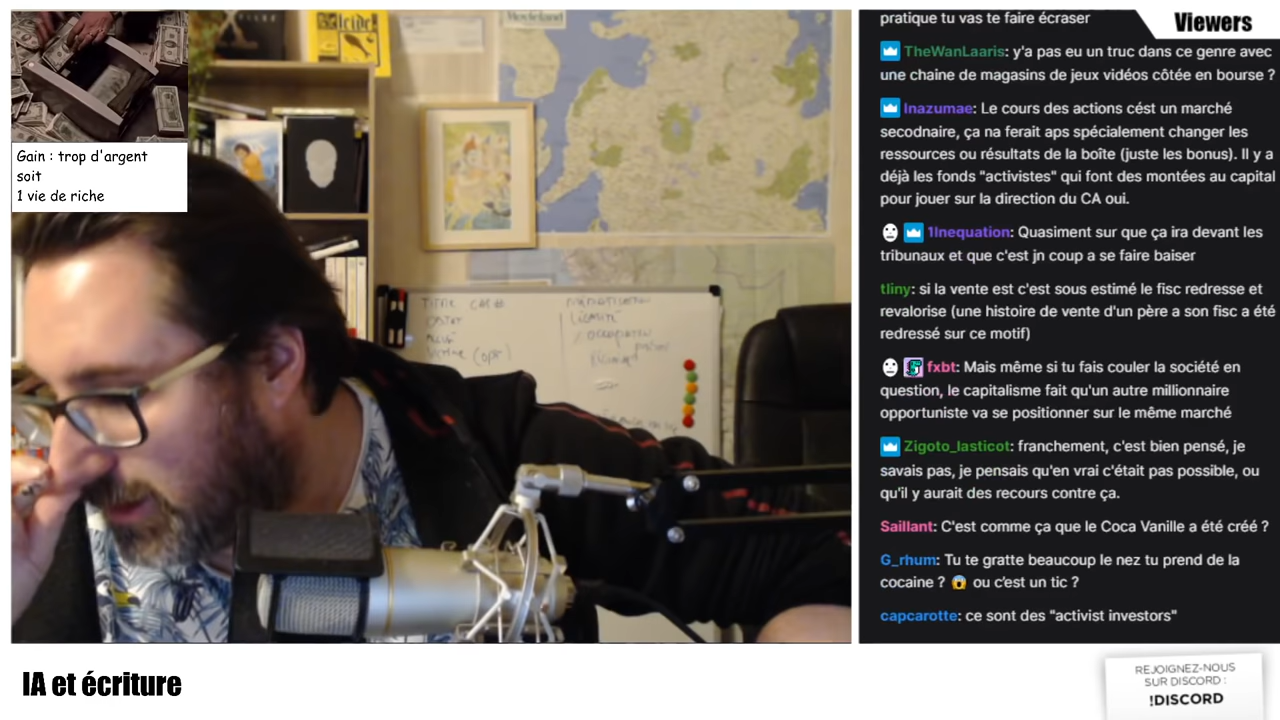 Gain : trop d'argent
soit
1 vie de riche
Viewers
pratique tu vas te faire écraser
TheWanLaaris: y'a pas eu un truc dans ce genre avec
une chaine de magasins de jeux vidéos côtée en bourse ?
Inazumae: Le cours des actions cést un marché
secodnaire, ça na ferait aps spécialement changer les
ressources ou résultats de la boîte (juste les bonus). Il y a
déjà les fonds "activistes" qui font des montées au capital
pour jouer sur la direction du CA oui.
1Inequation: Quasiment sur que ça ira devant les
tribunaux et que c'est jn coup a se faire baiser
tliny: si la vente est c'est sous estimé le fisc redresse et
revalorise (une histoire de vente d'un père a son fisc a été
redressé sur ce motif)
fxbt: Mais même si tu fais couler la société en
question, le capitalisme fait qu'un autre millionnaire
opportuniste va se positionner sur le même marché
Zigoto_lasticot: franchement, c'est bien pensé, je
savais pas, je pensais qu'en vrai c'était pas possible, ou
qu'il y aurait des recours contre ça.
Saillant: C'est comme ça que le Coca Vanille a été créé ?
G_rhum: Tu te gratte beaucoup le nez tu prend de la
cocaine ? ou c'est un tic ?
capcarotte: ce sont des "activist investors"
IA et écriture
REJOIGNEZ-NOUS
SUR DISCORD :
!DISCORD